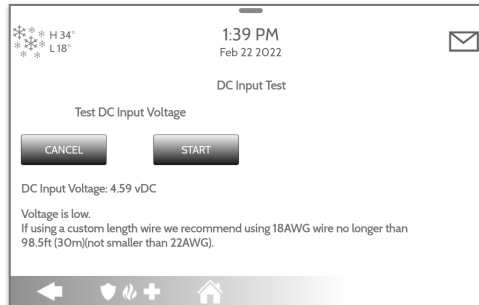 H 34°
L 18°
1:39 PM
Feb 22 2022
DC Input Test
Test DC Input Voltage
CANCEL
START
DC Input Voltage: 4.59 vDC
Voltage is low.
If using a custom length wire we recommend using 18AWG wire no longer than
98.5ft (30m)(not smaller than 22AWG).